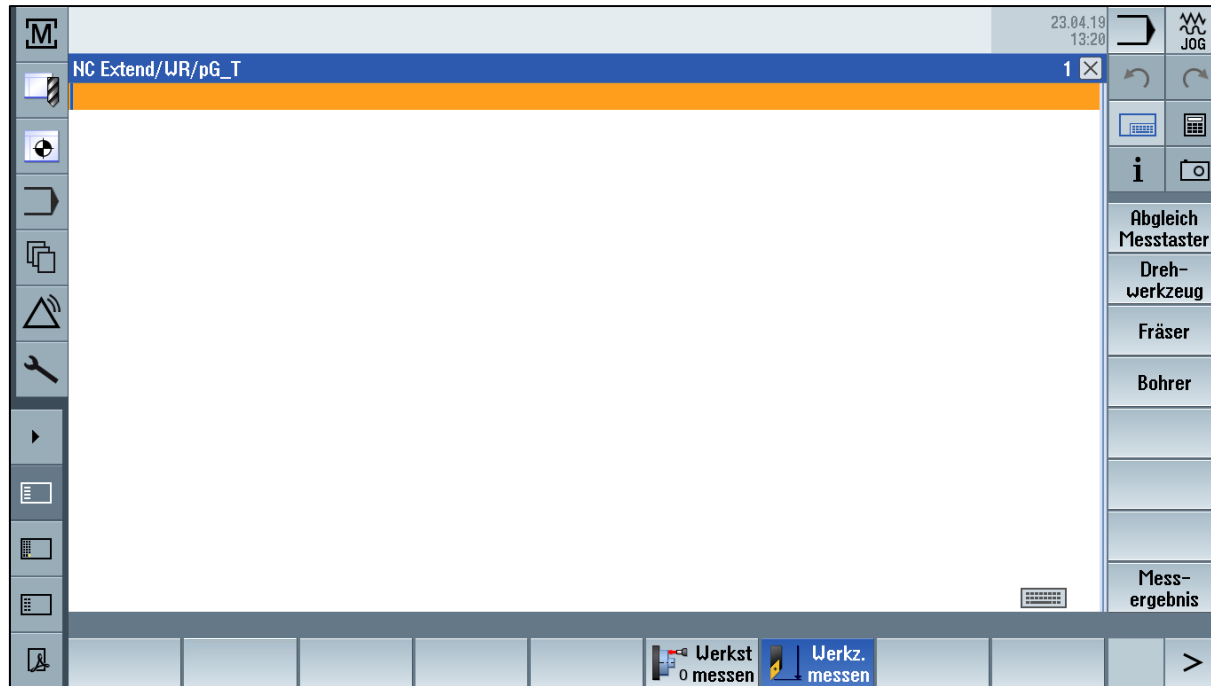 M
23.04.19
13:20
JOG
NC Extend/WR/pG_T
1
i
Abgleich
Messtaster
Dreh-
werkzeug
Fräser
Bohrer
Mess-
ergebnis
Werkst
0 messen
Werkz.
messen
>